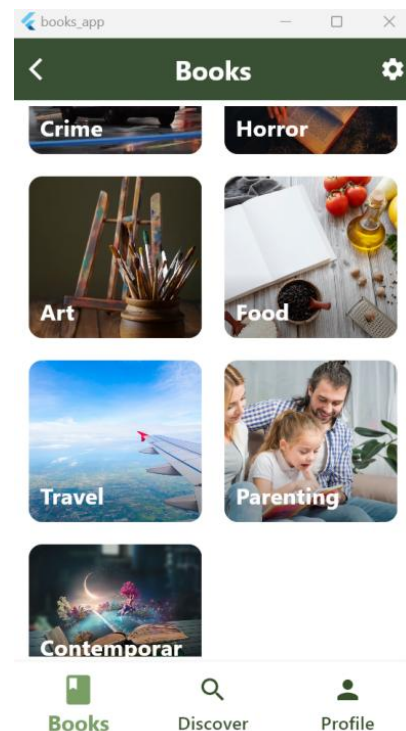 books_app
Books
Crime
Horror
Art
Food
Travel
Parenting
Contemporar
Books
Discover
Profile